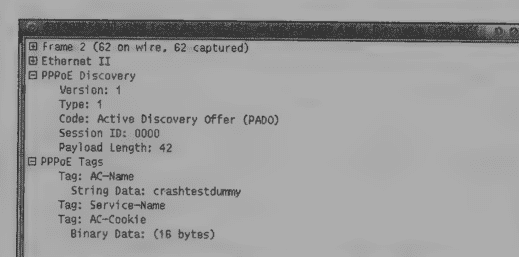 Frame 2 (62 on wire, 62 captured)
Ethernet II
PPPoE Discovery
Version: 1
Type: 1
Code: Active Discovery Offer (PADO)
Session ID: 0000
Payload Length: 42
PPPoE Tags
Tag: AC-Name
String Data: crashtestdummy
Tag: Service-Name
Tag: AC-Cookie
Binary Data: (16 bytes)